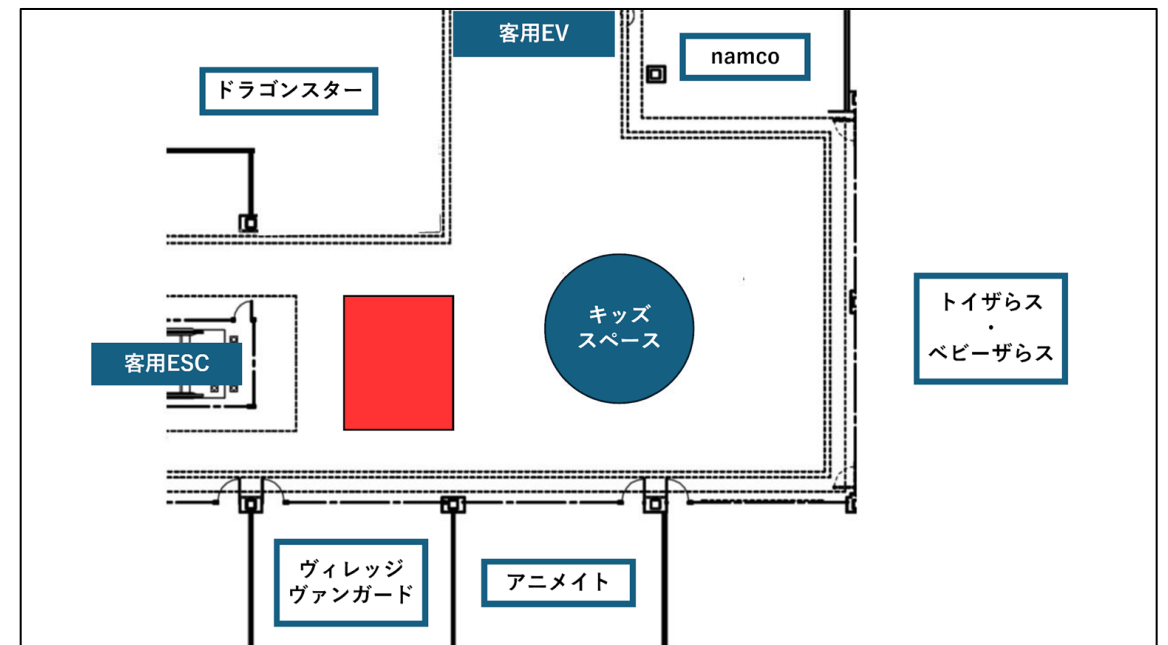 客用EV
namco
ドラゴンスター
キッズ
スペース
トイザらス
・
ベビーザらス
客用ESC
ヴィレッジ
ヴァンガード
アニメイト